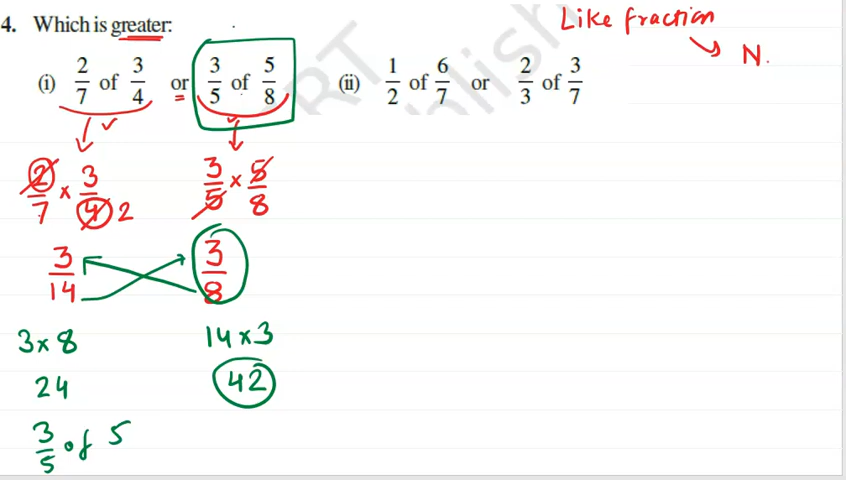 4. Which is greater:
Like fraction
N.
(i) 2/7 of 3/4 or 3/5 of 5/8 (ii) 1/2 of 6/7 or 2/3 of 3/7
2/7 × 3/4 2 3/5 × 5/8
3/14 3/8
3×8 14×3
24 42
3/5 of 5